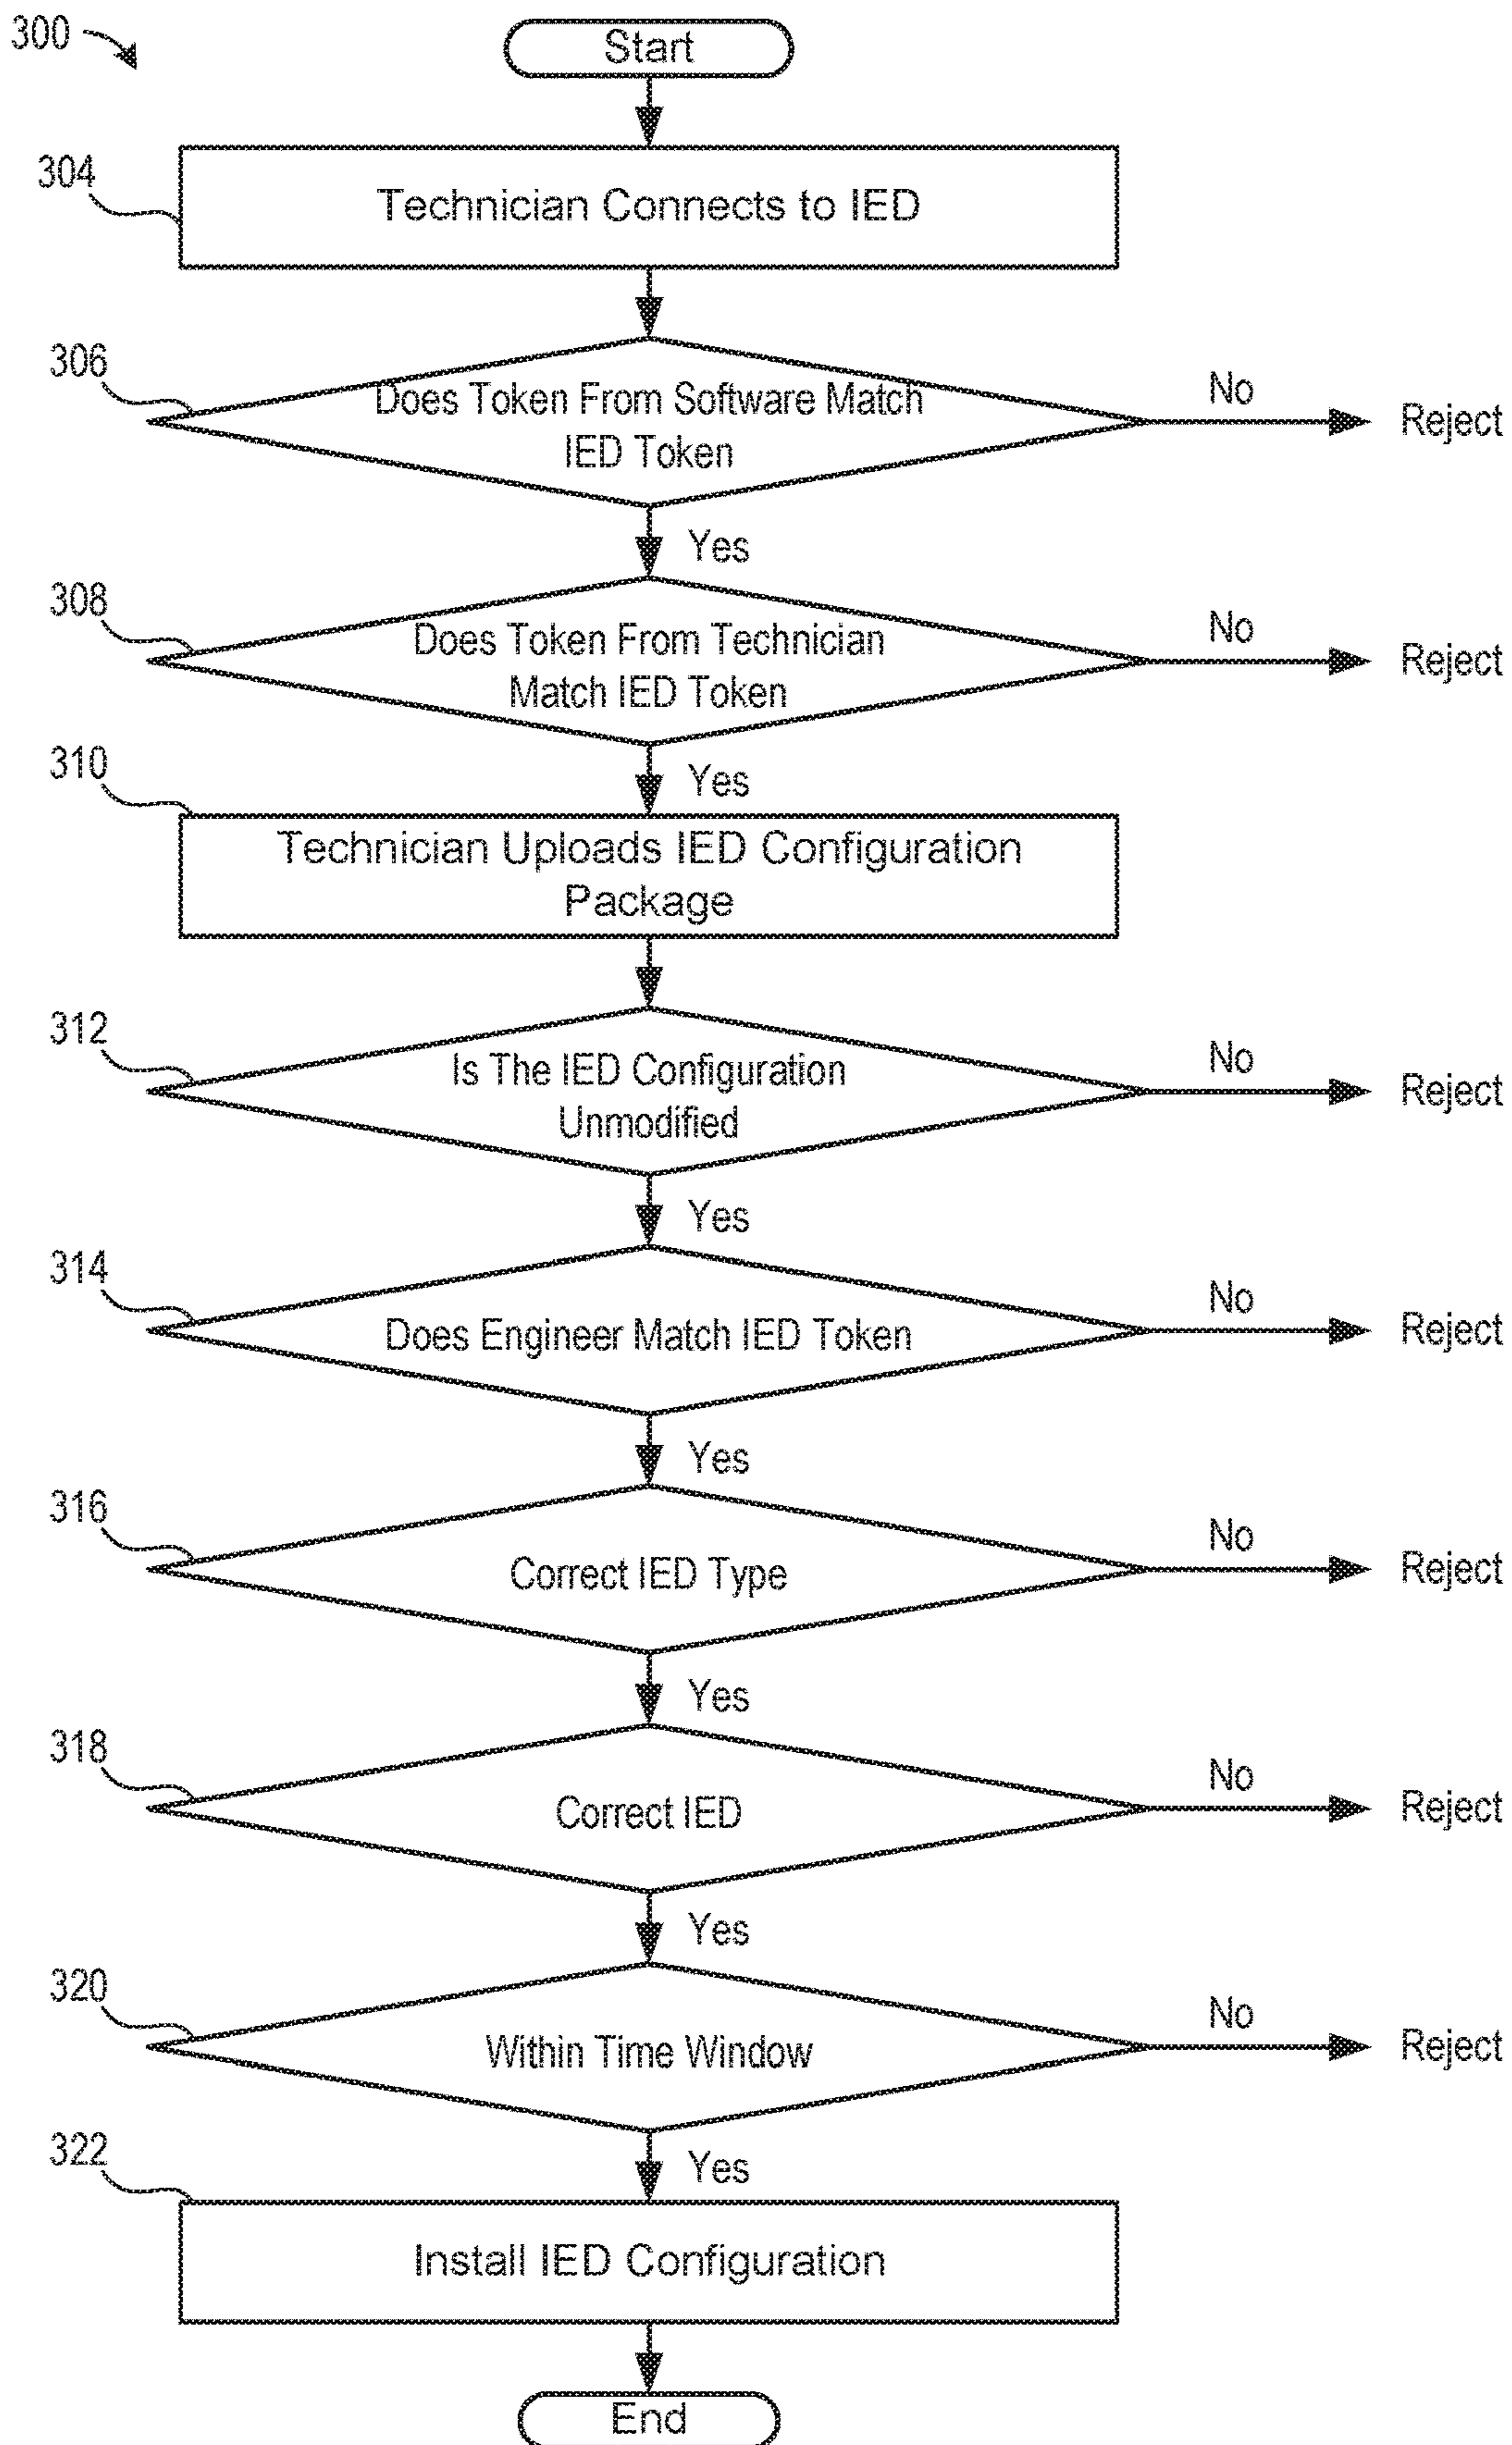 300
Start
304
Technician Connects to IED
306
Does Token From Software Match
IED Token
No
Reject
Yes
308
Does Token From Technician
Match IED Token
No
Reject
Yes
310
Technician Uploads IED Configuration
Package
312
Is The IED Configuration
Unmodified
No
Reject
Yes
314
Does Engineer Match IED Token
No
Reject
Yes
316
Correct IED Type
No
Reject
Yes
318
Correct IED
No
Reject
Yes
320
Within Time Window
No
Reject
Yes
322
Install IED Configuration
End